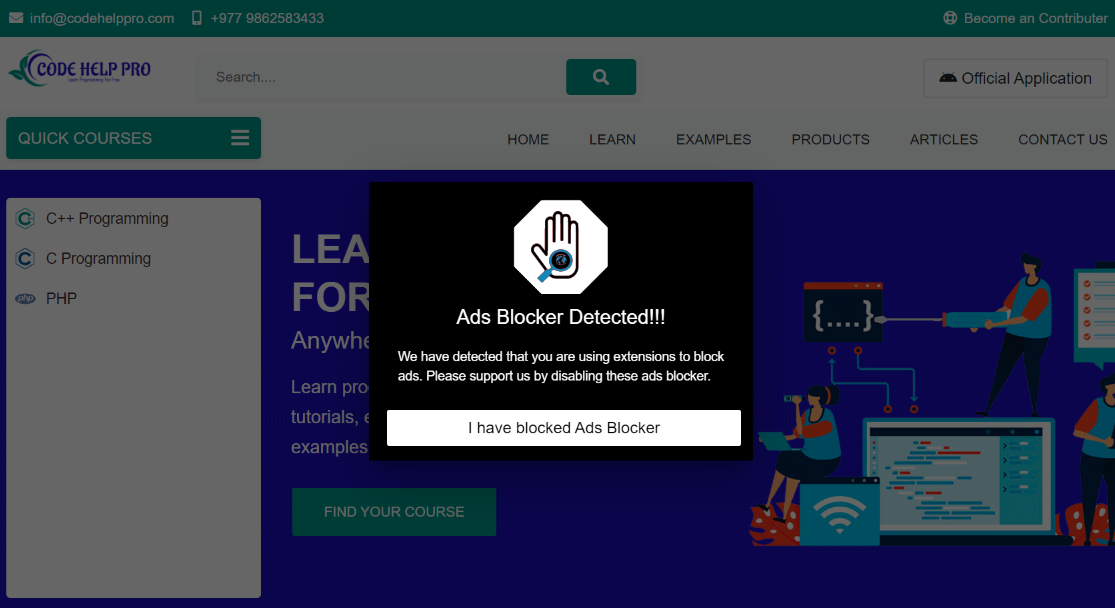 info@codehelppro.com
+977 9862583433
Become an Contributer
CODE HELP PRO
Search....
Official Application
QUICK COURSES
HOME
LEARN
EXAMPLES
PRODUCTS
ARTICLES
CONTACT US
C++ Programming
C Programming
php PHP
LEA
FOR
Anywhe
Learn pro
tutorials, e
examples
FIND YOUR COURSE
Ads Blocker Detected!!!
We have detected that you are using extensions to block
ads. Please support us by disabling these ads blocker.
I have blocked Ads Blocker
{....}